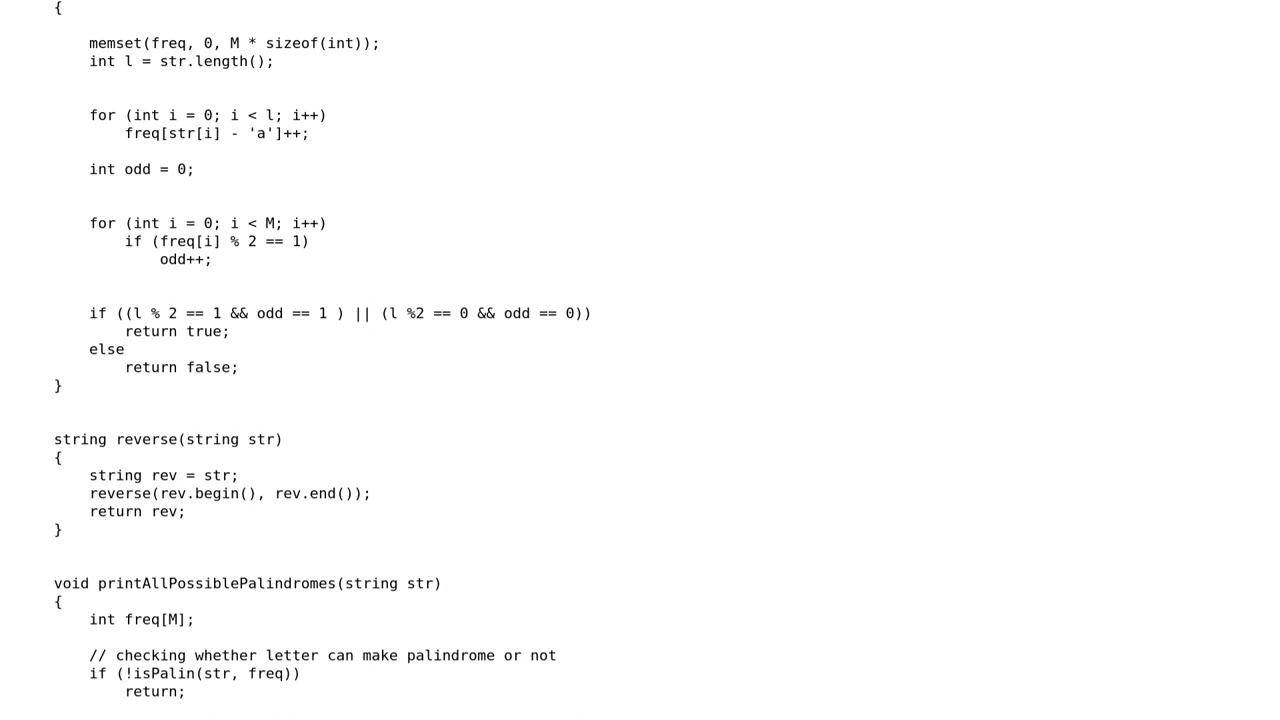 {
memset(freq, 0, M * sizeof(int));
int l = str.length();
for (int i = 0; i < l; i++)
freq[str[i] - 'a']++;
int odd = 0;
for (int i = 0; i < M; i++)
if (freq[i] % 2 == 1)
odd++;
if ((l % 2 == 1 && odd == 1 ) || (l %2 == 0 && odd == 0))
return true;
else
return false;
}
string reverse(string str)
{
string rev = str;
reverse(rev.begin(), rev.end());
return rev;
}
void printAllPossiblePalindromes(string str)
{
int freq[M];
// checking whether letter can make palindrome or not
if (!isPalin(str, freq))
return;